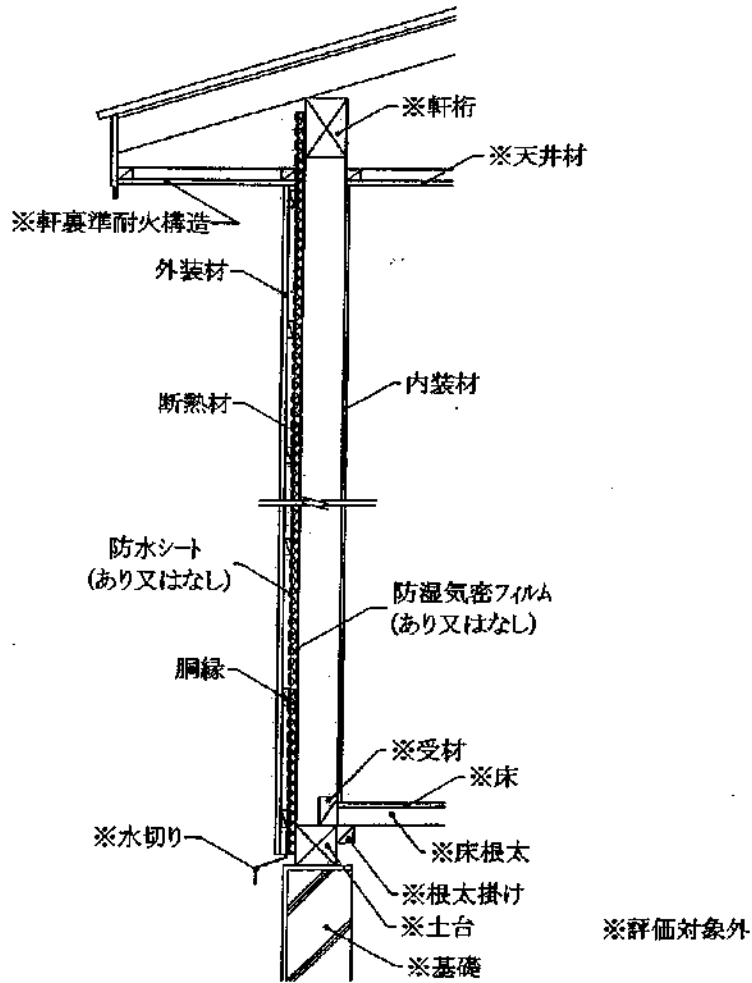 ※軒桁
※天井材
※軒裏準耐火構造
外装材
内装材
断熱材
防水シート
(あり又はなし)
防湿気密フィルム
(あり又はなし)
胴縁
※受材
※床
※水切り
※床根太
※根太掛け
※土台
※評価対象外
※基礎